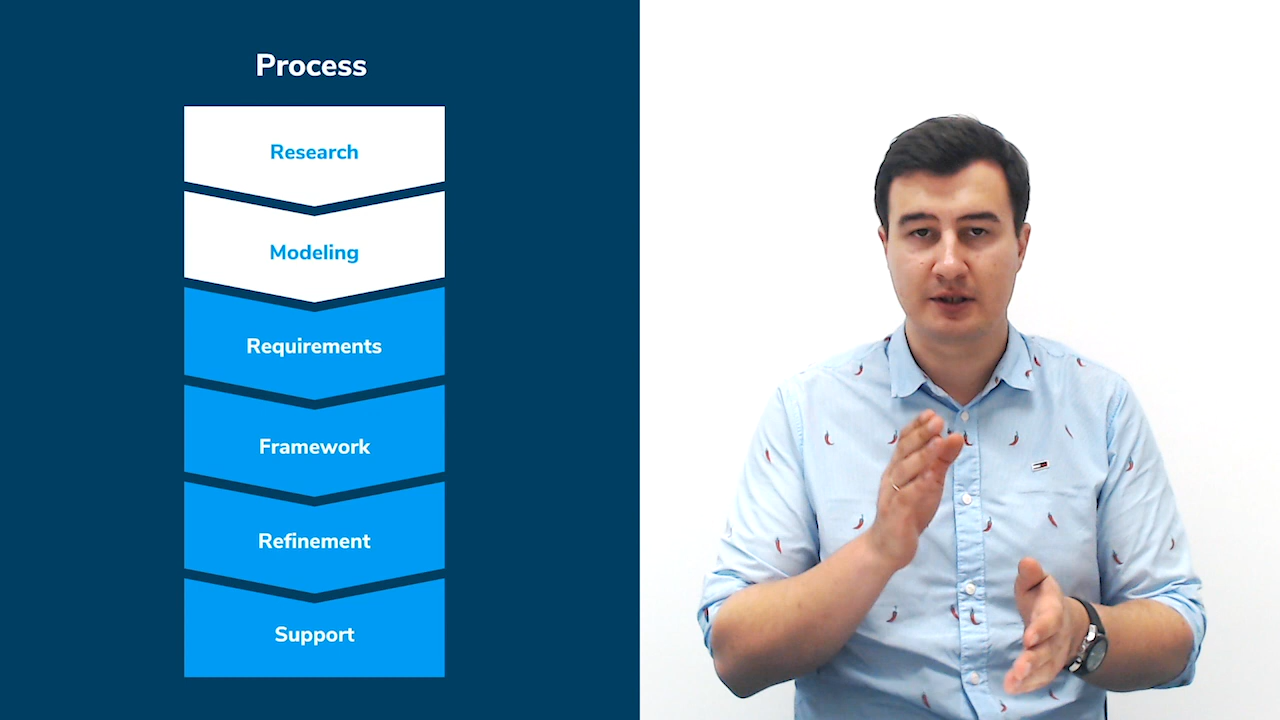 Process
Research
Modeling
Requirements
Framework
Refinement
Support